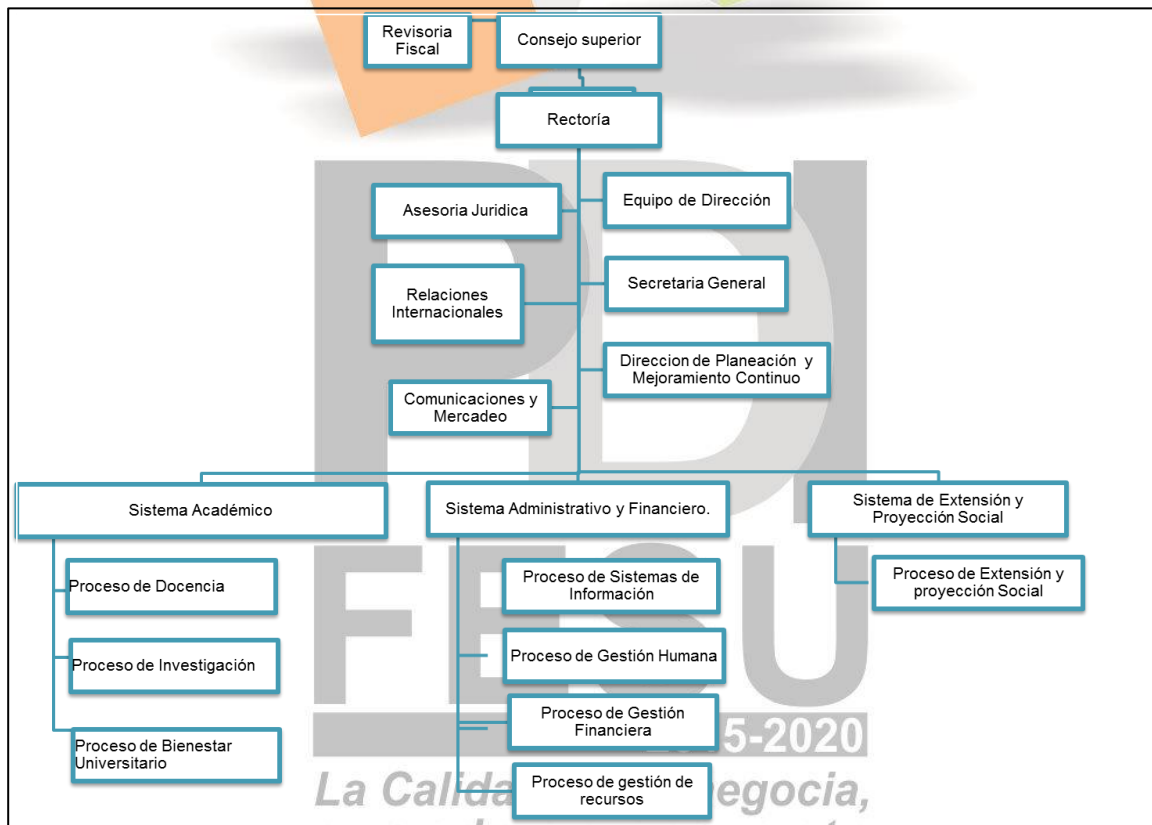 Revisoria
Fiscal
Consejo superior
Rectoría
Asesoria Juridica
Equipo de Dirección
Relaciones
Internacionales
Secretaria General
Direccion de Planeación y
Mejoramiento Continuo
Comunicaciones y
Mercadeo
Sistema Académico
Sistema Administrativo y Financiero.
Sistema de Extensión y
Proyección Social
Proceso de Docencia
Proceso de Investigación
Proceso de Bienestar
Universitario
Proceso de Sistemas de
Información
Proceso de Gestión Humana
Proceso de Gestión
Financiera
Proceso de gestión de
recursos
Proceso de Extensión y
proyección Social
PDI
FESU
5-2020
La Calida egocia,